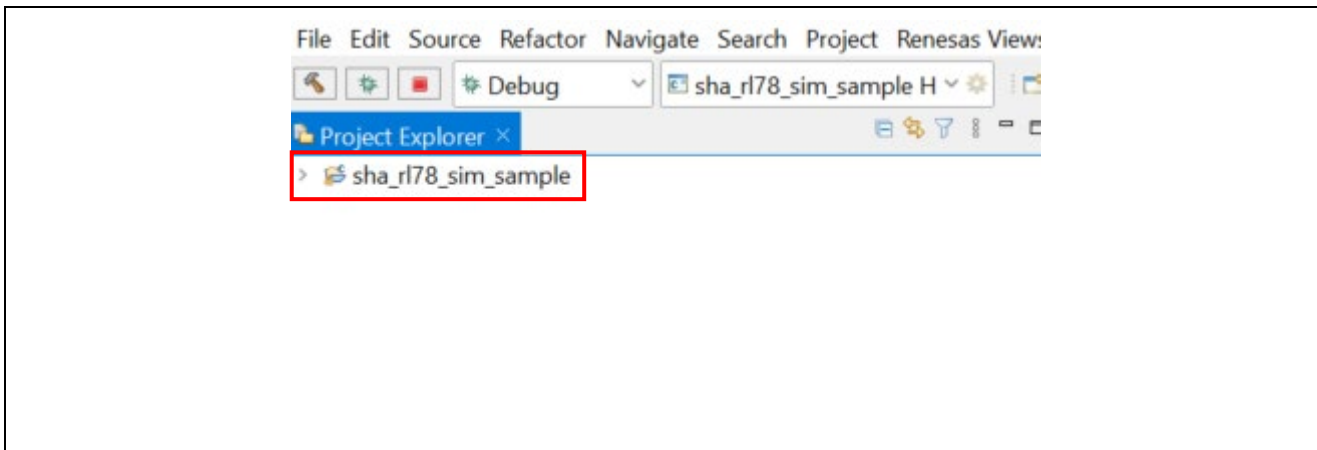 File Edit Source Refactor Navigate Search Project Renesas Views
Debug sha_rl78_sim_sample H
Project Explorer
sha_rl78_sim_sample